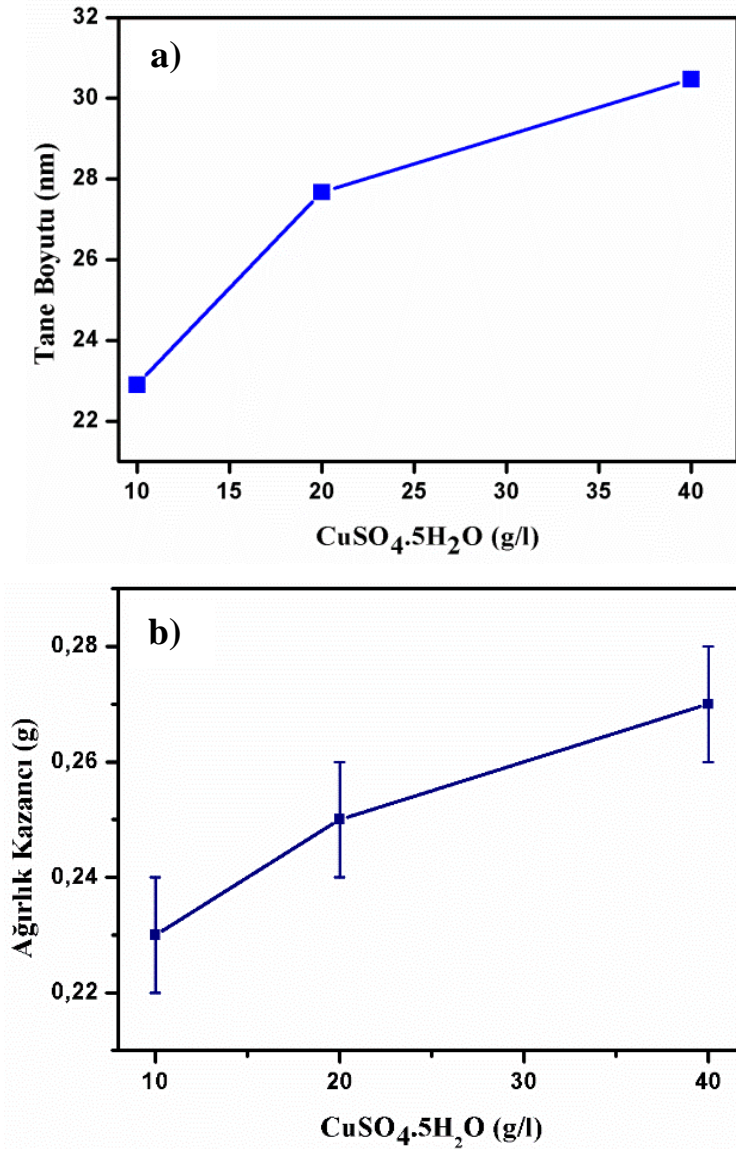 a)
32
30
28
26
24
22
Tane Boyutu (nm)
10 15 20 25 30 35 40
CuSO₄.5H₂O (g/l)
b)
0,28
0,26
0,24
0,22
Ağırlık Kazancı (g)
10 20 30 40
CuSO₄.5H₂O (g/l)